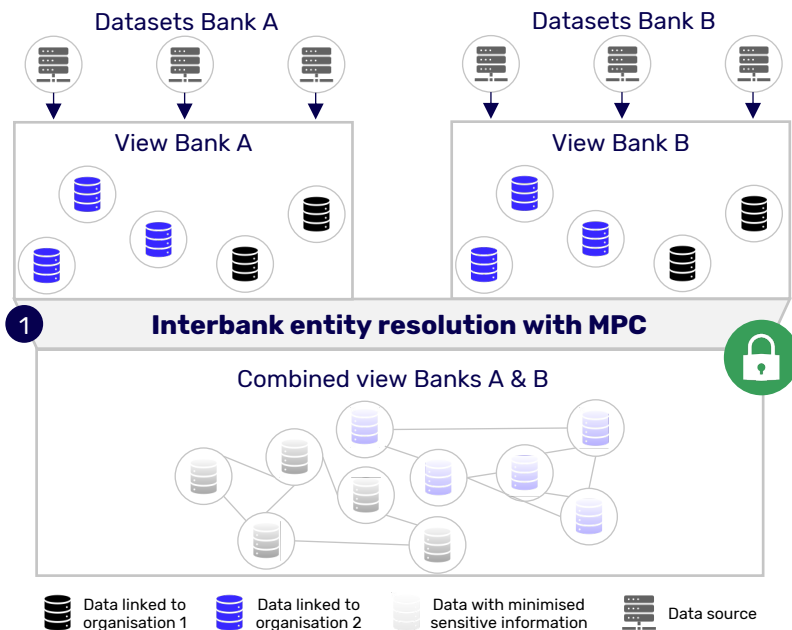 Datasets Bank A
Datasets Bank B
View Bank A
View Bank B
1
Interbank entity resolution with MPC
Combined view Banks A & B
Data linked to
organisation 1
Data linked to
organisation 2
Data with minimised
sensitive information
Data source